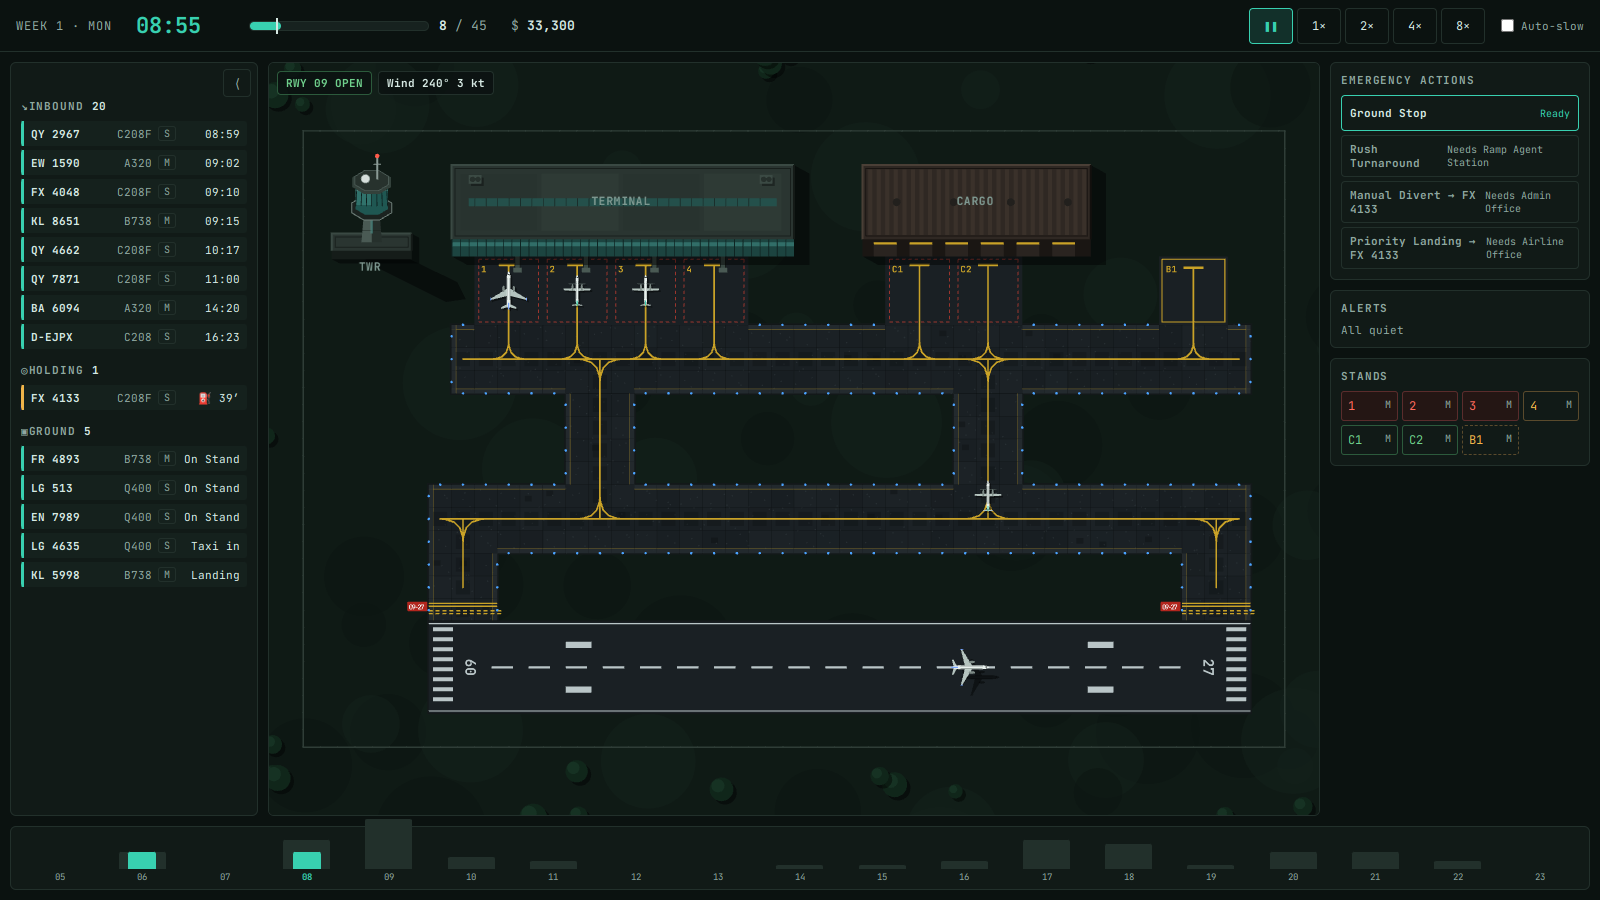 WEEK 1 · MON 08:55 8 / 45 $ 33,300 1× 2× 4× 8× Auto-slow
RWY 09 OPEN Wind 240° 3 kt
INBOUND 20
QY 2967 C208F S 08:59
EW 1590 A320 M 09:02
FX 4048 C208F S 09:10
KL 8651 B738 M 09:15
QY 4662 C208F S 10:17
QY 7871 C208F S 11:00
BA 6094 A320 M 14:20
D-EJPX C208 S 16:23
HOLDING 1
FX 4133 C208F S 39′
GROUND 5
FR 4893 B738 M On Stand
LG 513 Q400 S On Stand
EN 7989 Q400 S On Stand
LG 4635 Q400 S Taxi in
KL 5998 B738 M Landing
TWR
TERMINAL
CARGO
1 2 3 4 C1 C2 B1
09-27 09-27
09 27
EMERGENCY ACTIONS
Ground Stop Ready
Rush Turnaround Needs Ramp Agent Station
Manual Divert → FX 4133 Needs Admin Office
Priority Landing → FX 4133 Needs Airline Office
ALERTS
All quiet
STANDS
1 M 2 M 3 M 4 M
C1 M C2 M B1 M
05 06 07 08 09 10 11 12 13 14 15 16 17 18 19 20 21 22 23